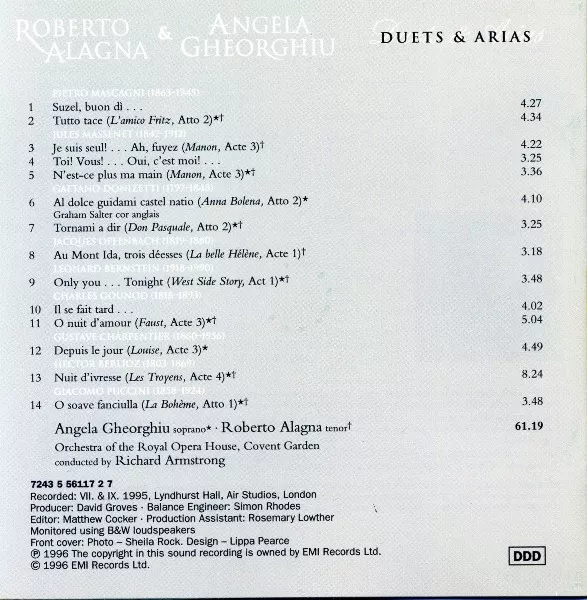 ROBERTO ALAGNA & ANGELA GHEORGHIU
DUETS & ARIAS
PIETRO MASCAGNI (1863-1945)
1 Suzel, buon dì . . . 4.27
2 Tutto tace (L'amico Fritz, Atto 2)*† 4.34
JULES MASSENET (1842-1912)
3 Je suis seul! . . . Ah, fuyez (Manon, Acte 3)† 4.22
4 Toi! Vous! . . . Oui, c'est moi! . . . 3.25
5 N'est-ce plus ma main (Manon, Acte 3)*† 3.36
GAETANO DONIZETTI (1797-1848)
6 Al dolce guidami castel natio (Anna Bolena, Atto 2)* 4.10
Graham Salter cor anglais
7 Tornami a dir (Don Pasquale, Atto 2)*† 3.25
JACQUES OFFENBACH (1819-1880)
8 Au Mont Ida, trois déesses (La belle Hélène, Acte 1)† 3.18
LEONARD BERNSTEIN (1918-1990)
9 Only you . . . Tonight (West Side Story, Act 1)*† 3.48
CHARLES GOUNOD (1818-1893)
10 Il se fait tard . . . 4.02
11 O nuit d'amour (Faust, Acte 3)*† 5.04
GUSTAVE CHARPENTIER (1860-1956)
12 Depuis le jour (Louise, Acte 3)* 4.49
HECTOR BERLIOZ (1803-1869)
13 Nuit d'ivresse (Les Troyens, Acte 4)*† 8.24
GIACOMO PUCCINI (1858-1924)
14 O soave fanciulla (La Bohème, Atto 1)*† 3.48
Angela Gheorghiu soprano* · Roberto Alagna tenor† 61.19
Orchestra of the Royal Opera House, Covent Garden
conducted by Richard Armstrong
7243 5 56117 2 7
Recorded: VII. & IX. 1995, Lyndhurst Hall, Air Studios, London
Producer: David Groves · Balance Engineer: Simon Rhodes
Editor: Matthew Cocker · Production Assistant: Rosemary Lowther
Monitored using B&W loudspeakers
Front cover: Photo – Sheila Rock. Design – Lippa Pearce
℗ 1996 The copyright in this sound recording is owned by EMI Records Ltd.
© 1996 EMI Records Ltd.
DDD